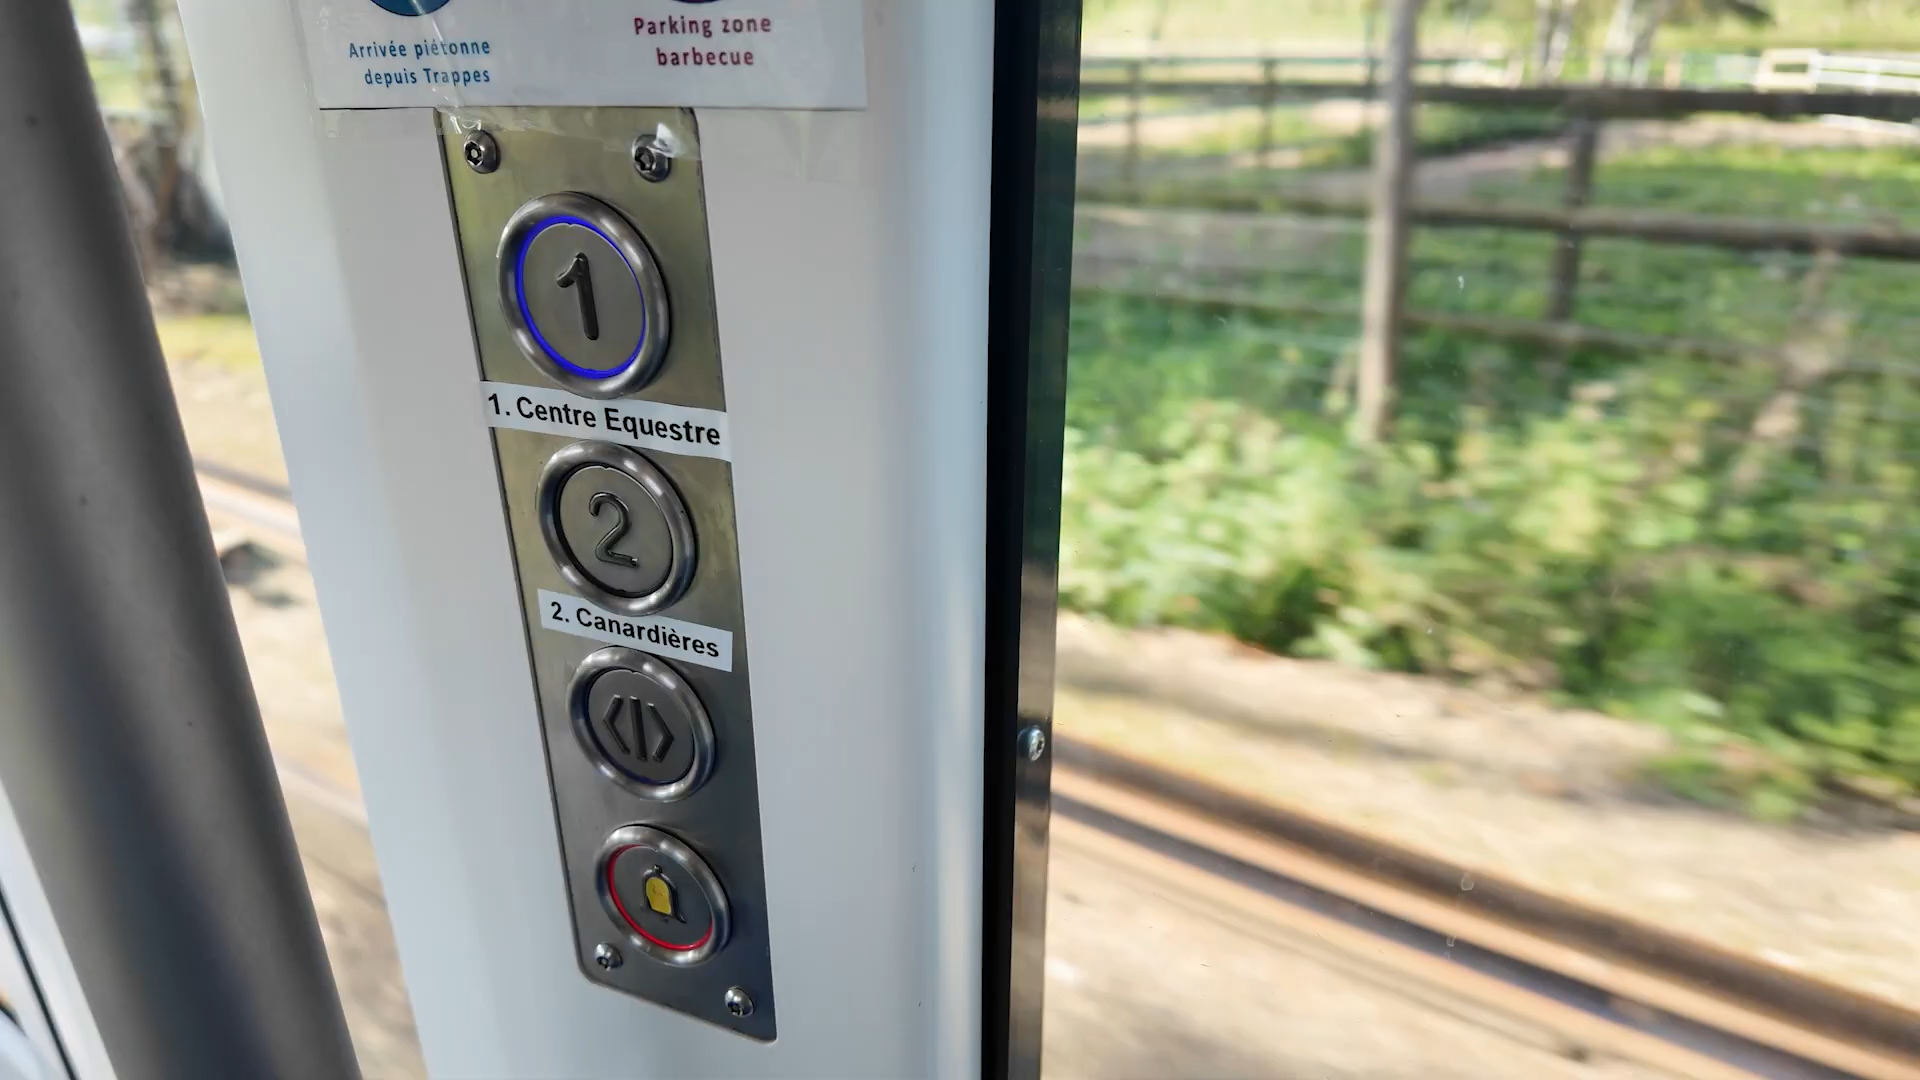 Arrivée piétonne
depuis Trappes
Parking zone
barbecue
1
1. Centre Equestre
2
2. Canardières